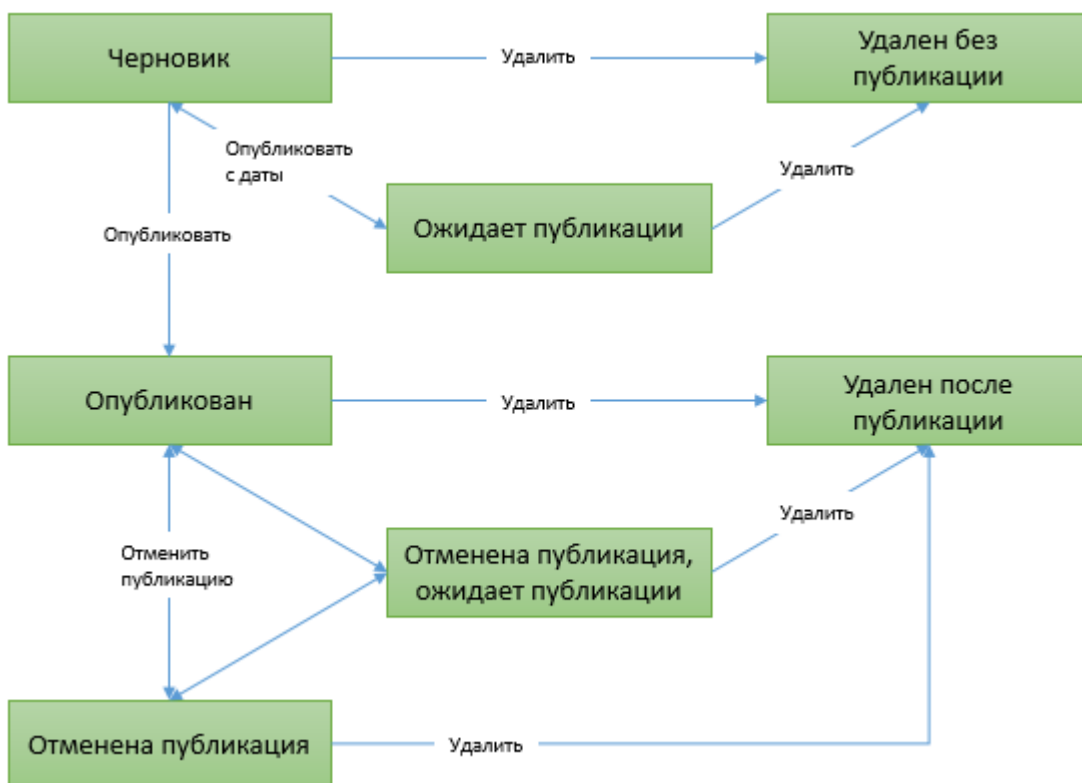 Черновик
Удалить
Удален без
публикации
Опубликовать
с даты
Удалить
Ожидает публикации
Опубликовать
Опубликован
Удалить
Удален после
публикации
Удалить
Отменить
публикацию
Отменена публикация,
ожидает публикации
Отменена публикация
Удалить